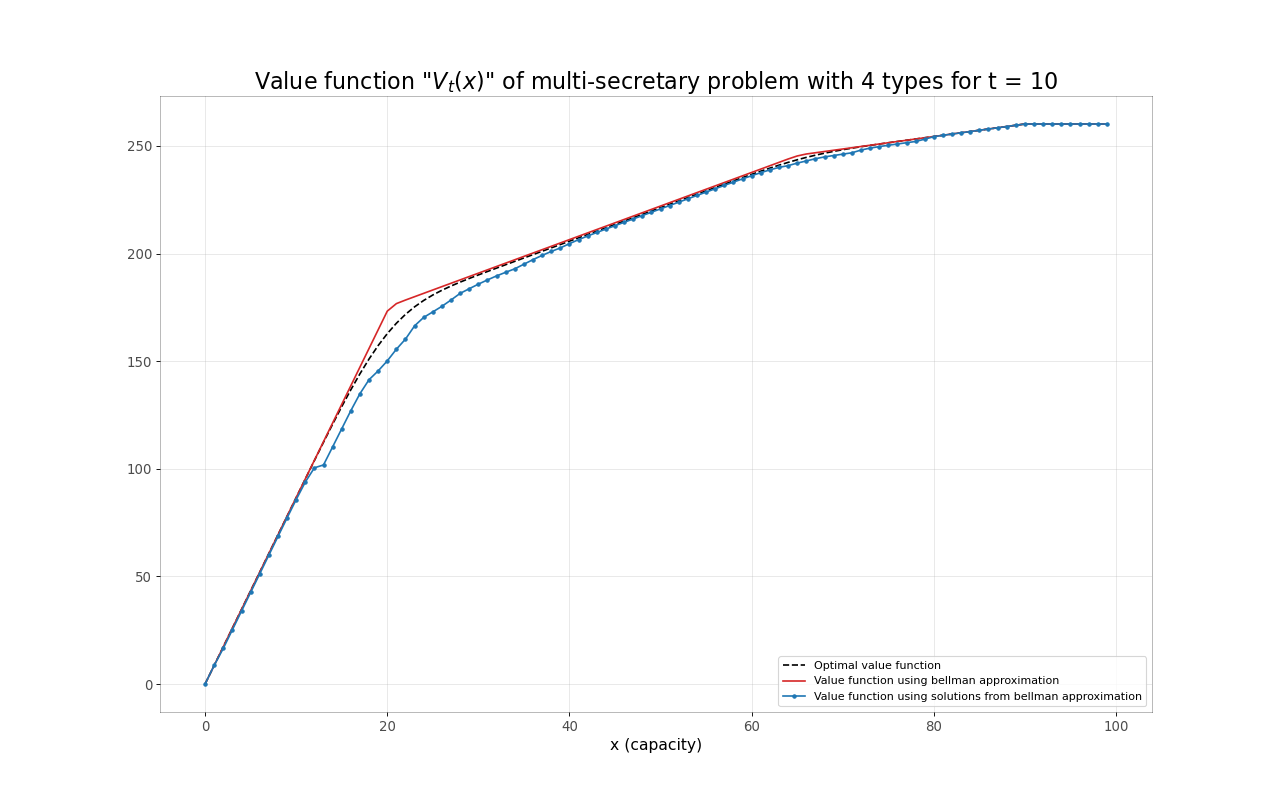 Value function "V_t(x)" of multi-secretary problem with 4 types for t = 10
250
200
150
100
50
0
0 20 40 60 80 100
x (capacity)
Optimal value function
Value function using bellman approximation
Value function using solutions from bellman approximation